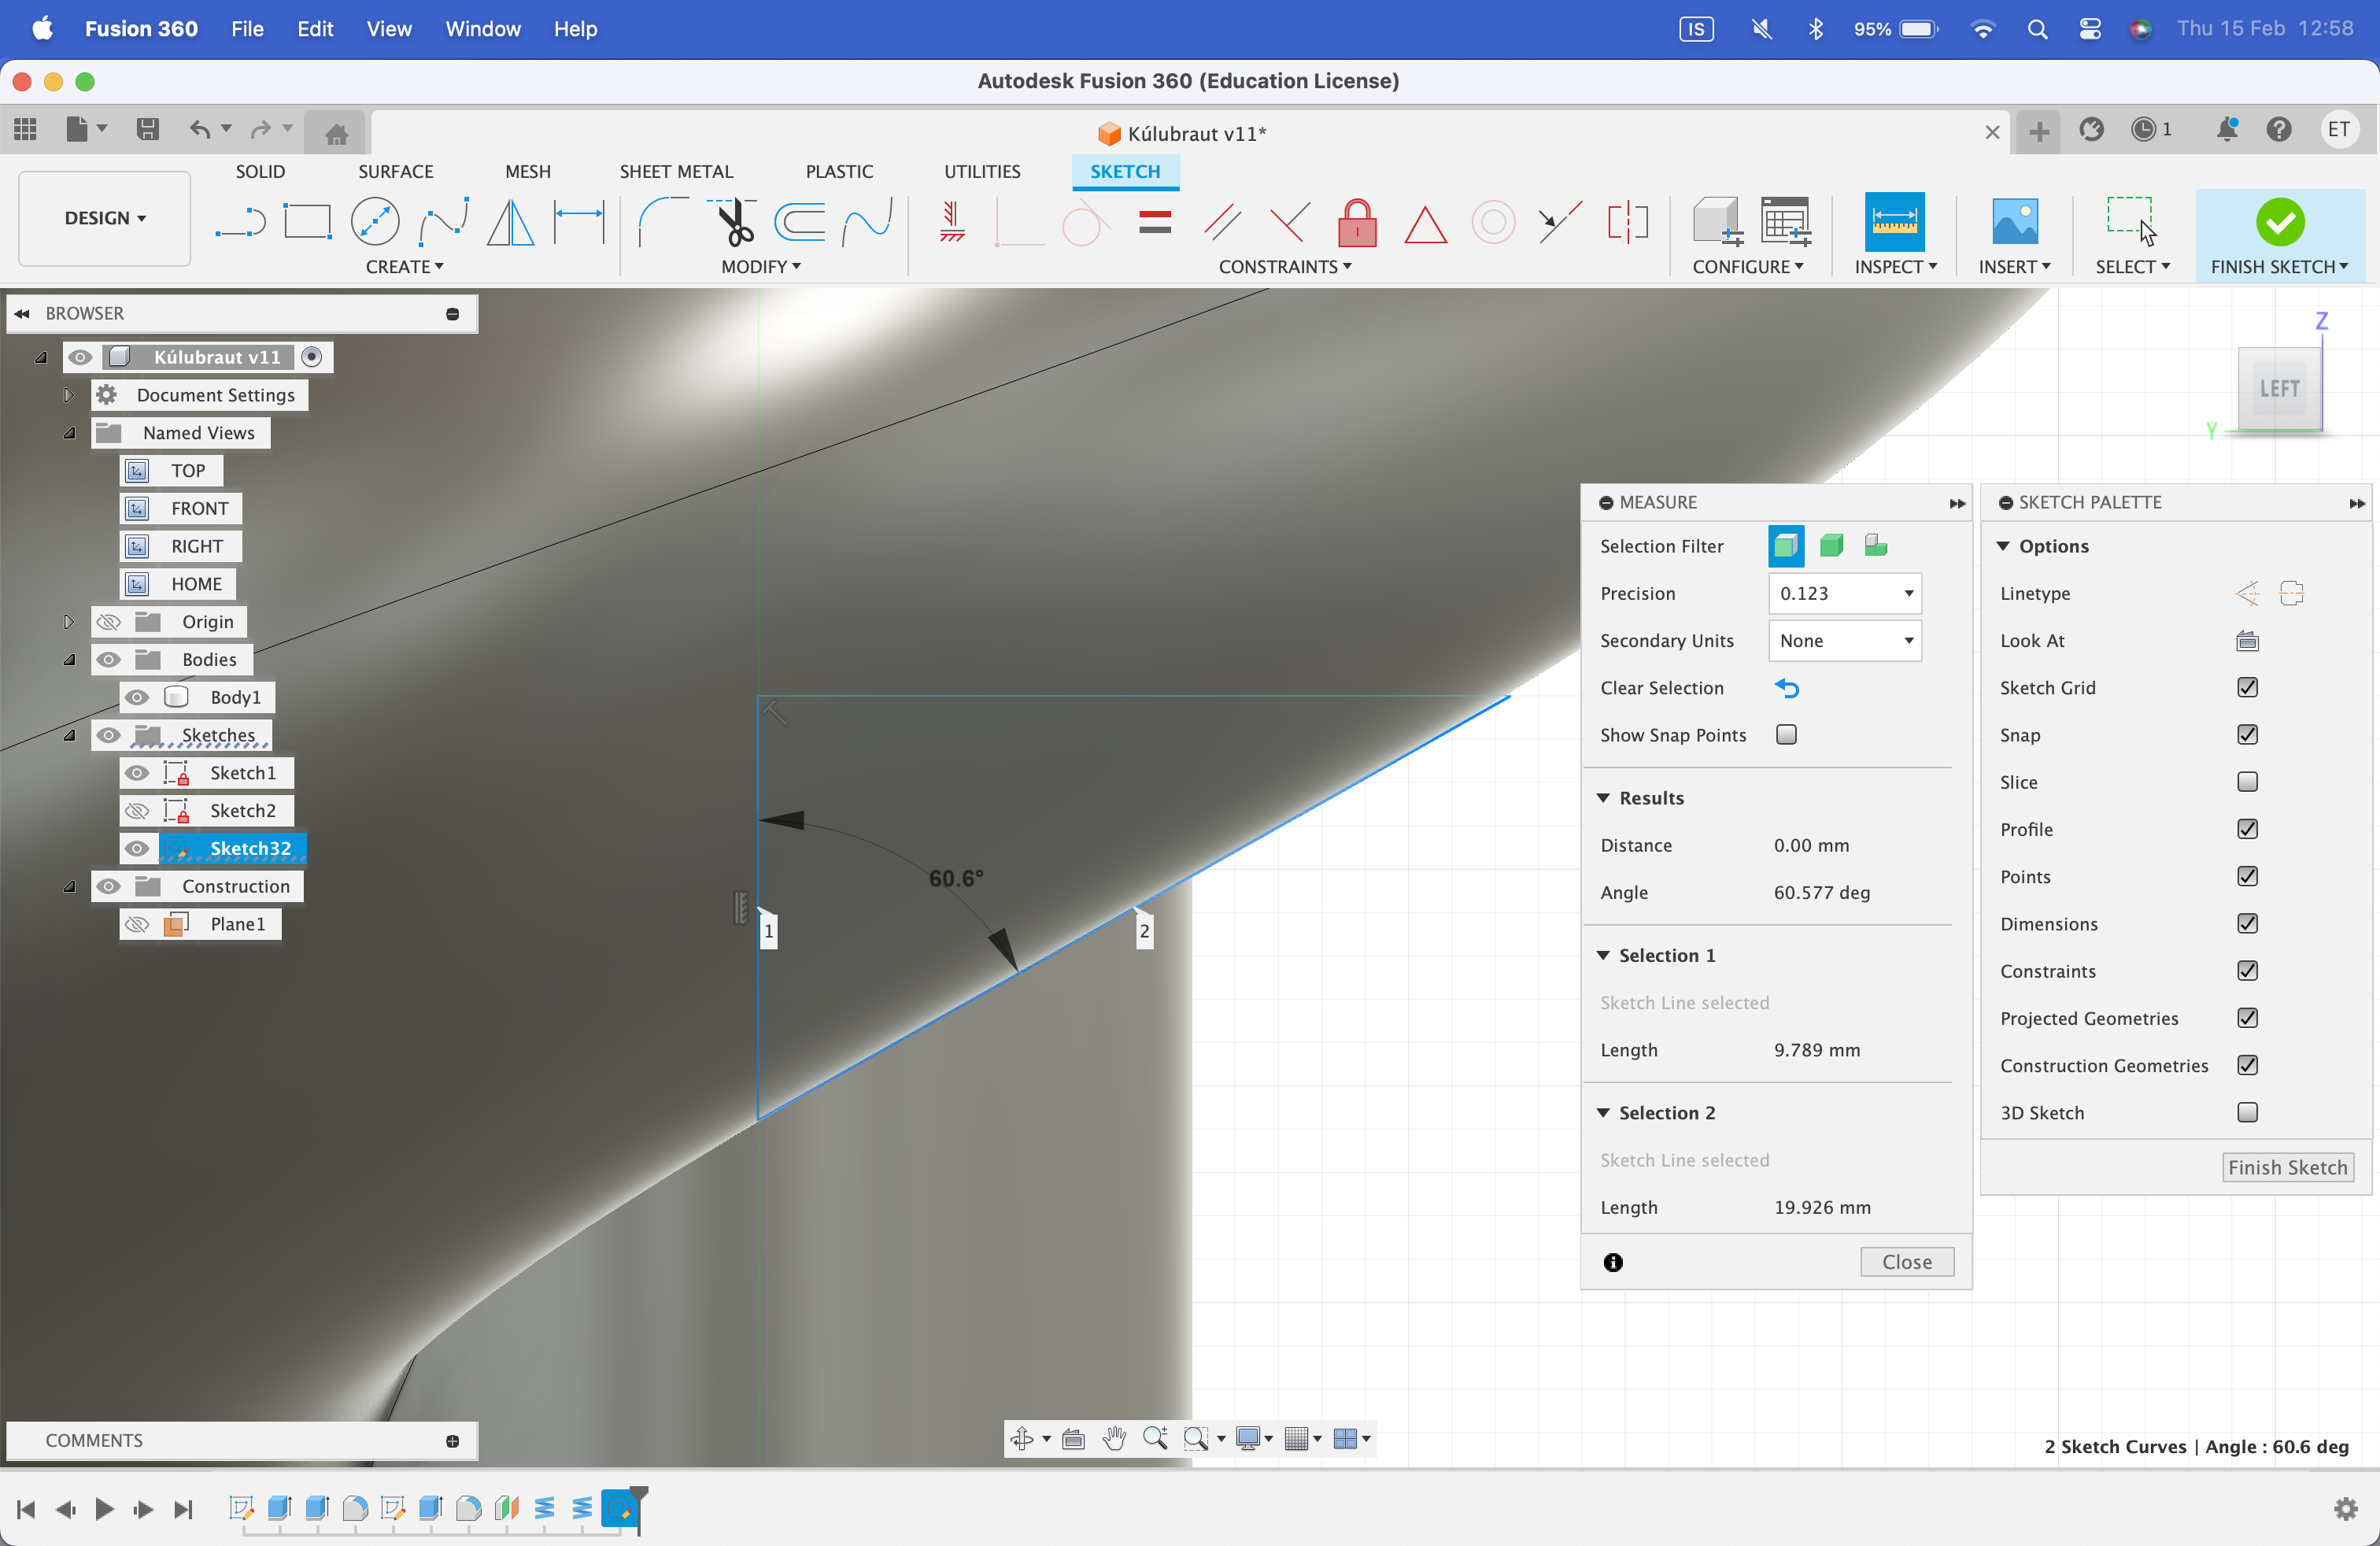 Fusion 360 File Edit View Window Help IS 95% Thu 15 Feb 12:58
Autodesk Fusion 360 (Education License)
Kúlubraut v11* 1 ET
SOLID SURFACE MESH SHEET METAL PLASTIC UTILITIES SKETCH
DESIGN
CREATE MODIFY CONSTRAINTS CONFIGURE INSPECT INSERT SELECT FINISH SKETCH
BROWSER
Kúlubraut v11
Document Settings
Named Views
TOP
FRONT
RIGHT
HOME
Origin
Bodies
Body1
Sketches
Sketch1
Sketch2
Sketch32
Construction
Plane1
Z
LEFT
Y
60.6°
1
2
MEASURE
Selection Filter
Precision 0.123
Secondary Units None
Clear Selection
Show Snap Points
Results
Distance 0.00 mm
Angle 60.577 deg
Selection 1
Sketch Line selected
Length 9.789 mm
Selection 2
Sketch Line selected
Length 19.926 mm
Close
SKETCH PALETTE
Options
Linetype
Look At
Sketch Grid
Snap
Slice
Profile
Points
Dimensions
Constraints
Projected Geometries
Construction Geometries
3D Sketch
Finish Sketch
COMMENTS
2 Sketch Curves | Angle : 60.6 deg